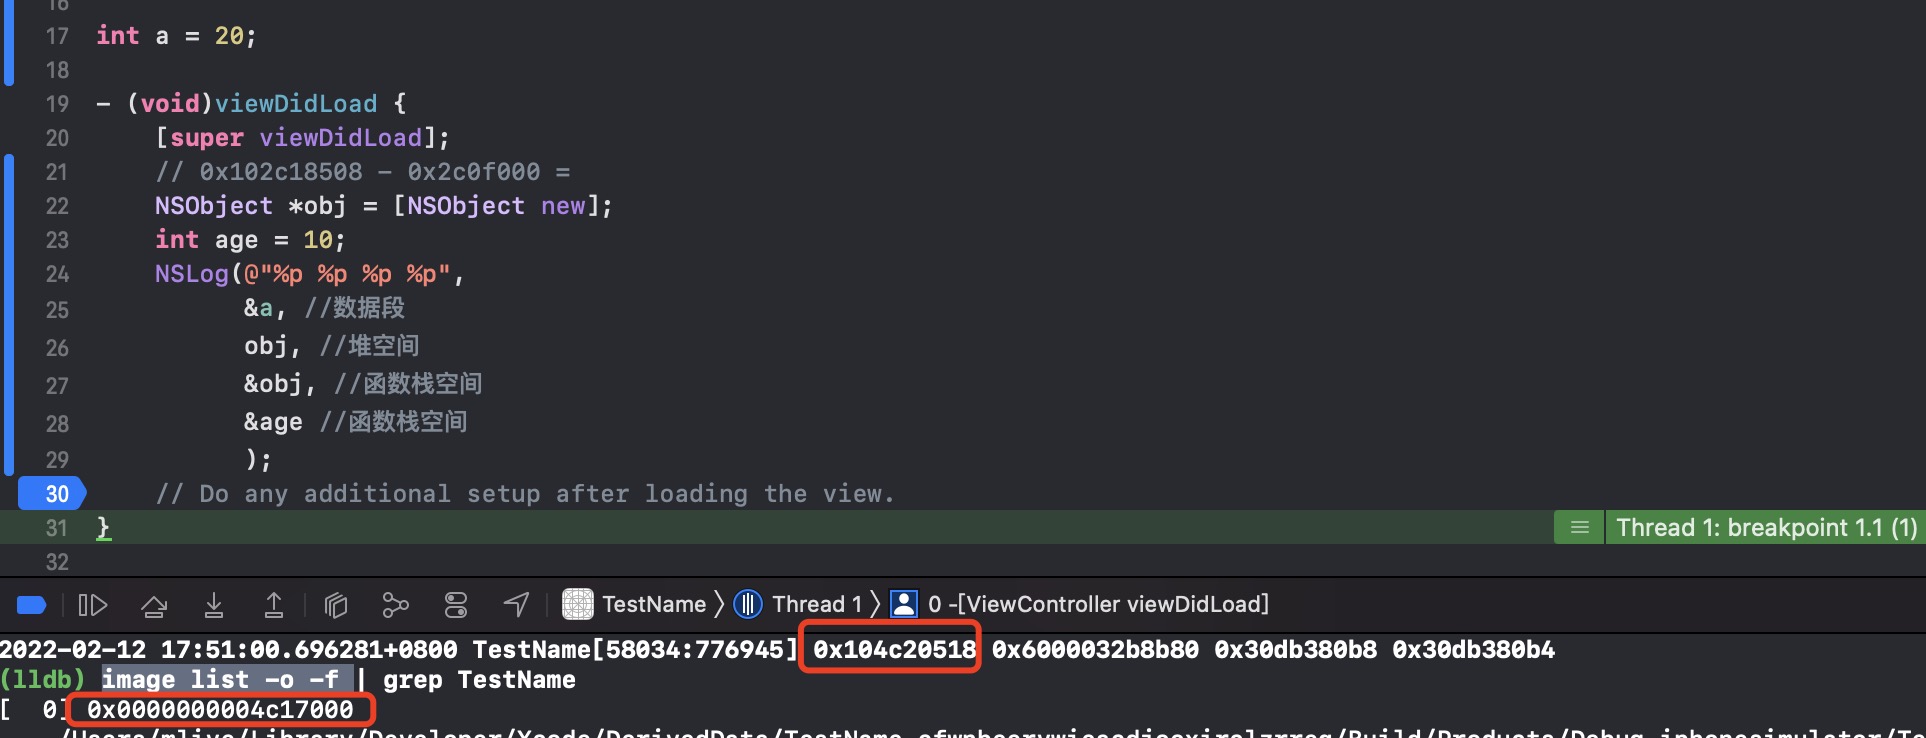 16
17 int a = 20;
18
19 - (void)viewDidLoad {
20 [super viewDidLoad];
21 // 0x102c18508 - 0x2c0f000 =
22 NSObject *obj = [NSObject new];
23 int age = 10;
24 NSLog(@"%p %p %p %p",
25 &a, //数据段
26 obj, //堆空间
27 &obj, //函数栈空间
28 &age //函数栈空间
29 );
30 // Do any additional setup after loading the view.
31 } Thread 1: breakpoint 1.1 (1)
32
TestName 〉 Thread 1 〉 0 -[ViewController viewDidLoad]
2022-02-12 17:51:00.696281+0800 TestName[58034:776945] 0x104c20518 0x6000032b8b80 0x30db380b8 0x30db380b4
(lldb) image list -o -f | grep TestName
[ 0] 0x0000000004c17000